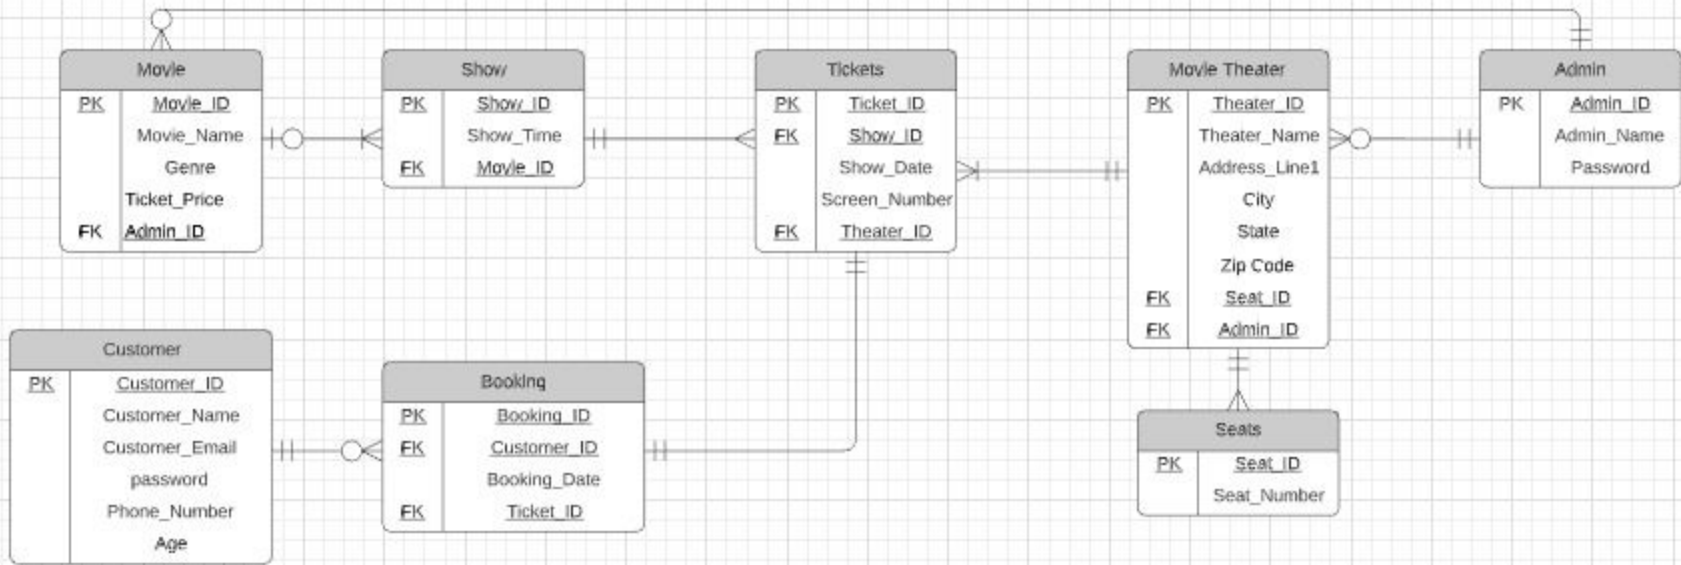 Movie
PK Movie_ID
Movie_Name
Genre
Ticket_Price
FK Admin_ID
Show
PK Show_ID
Show_Time
FK Movie_ID
Tickets
PK Ticket_ID
FK Show_ID
Show_Date
Screen_Number
FK Theater_ID
Movie Theater
PK Theater_ID
Theater_Name
Address_Line1
City
State
Zip Code
FK Seat_ID
FK Admin_ID
Admin
PK Admin_ID
Admin_Name
Password
Customer
PK Customer_ID
Customer_Name
Customer_Email
password
Phone_Number
Age
Booking
PK Booking_ID
FK Customer_ID
Booking_Date
FK Ticket_ID
Seats
PK Seat_ID
Seat_Number